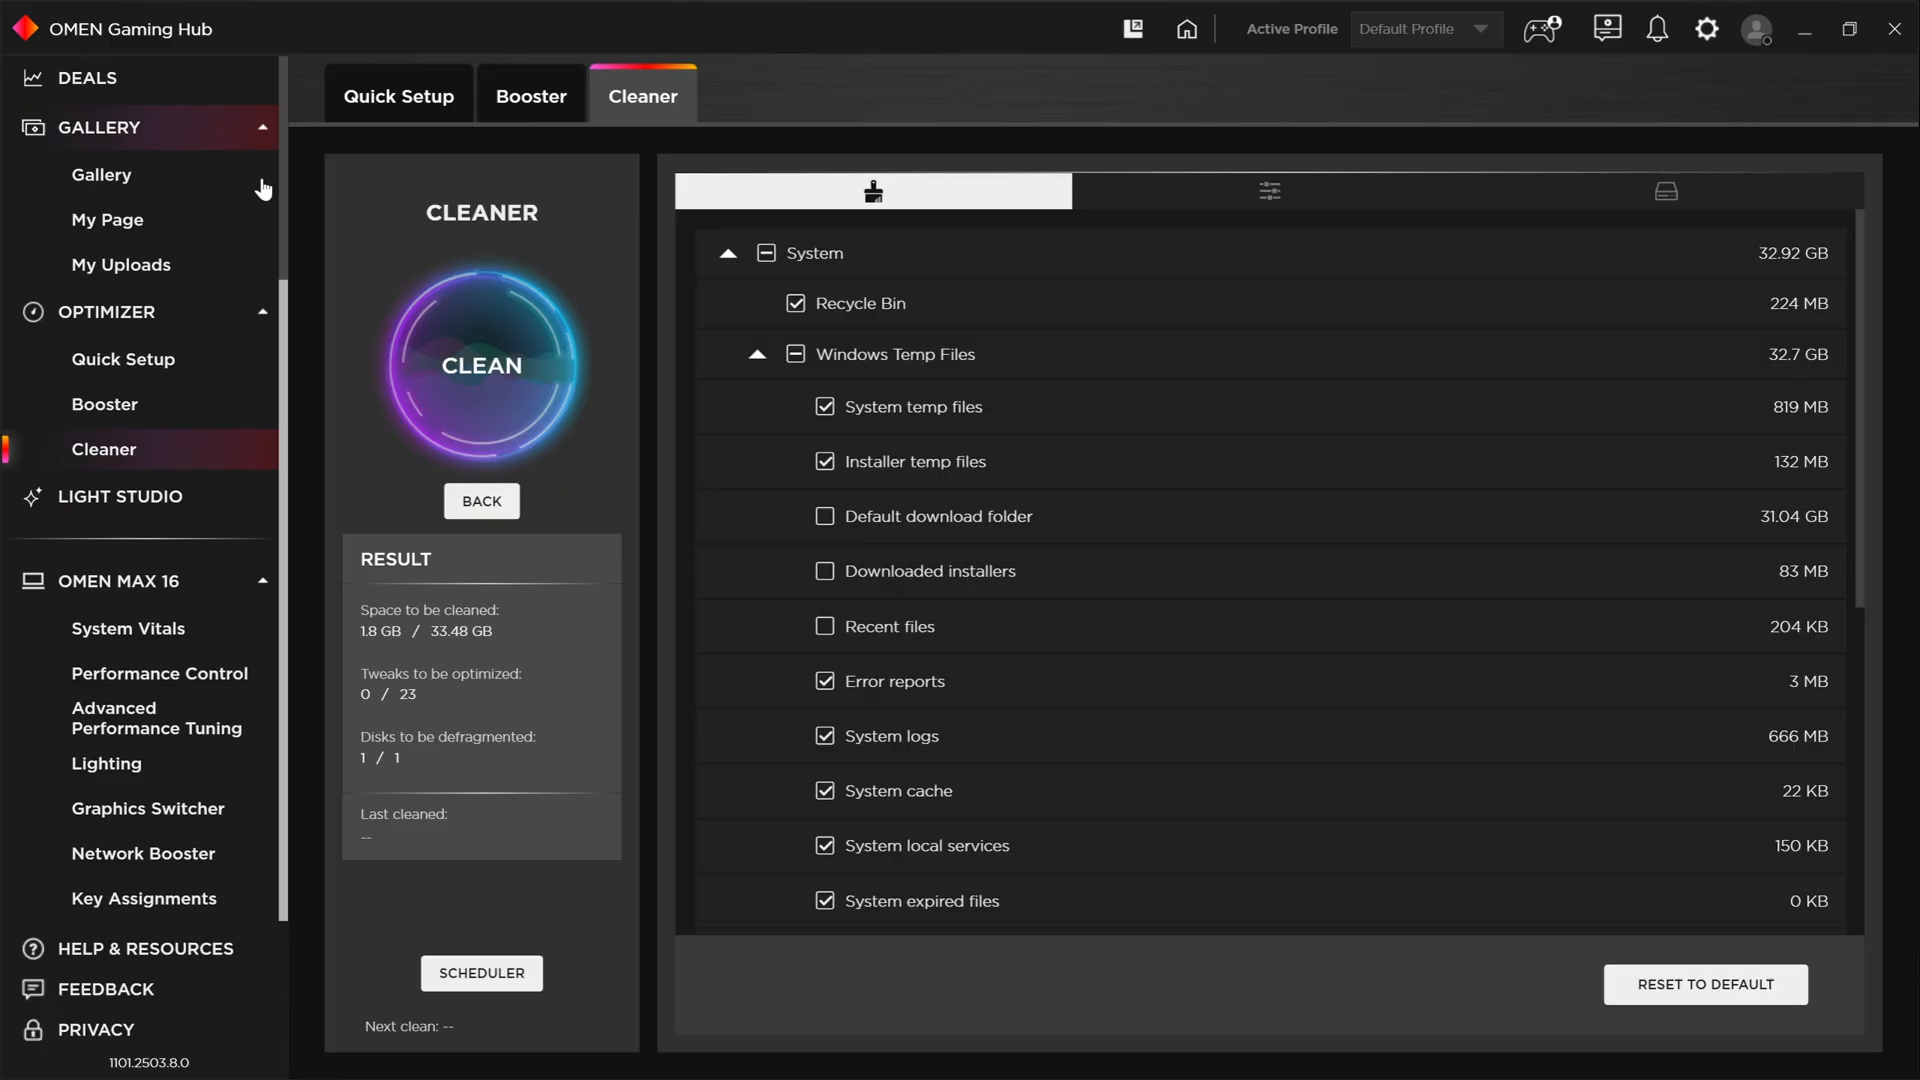 OMEN Gaming Hub
Active Profile
Default Profile
DEALS
GALLERY
Gallery
My Page
My Uploads
OPTIMIZER
Quick Setup
Booster
Cleaner
LIGHT STUDIO
OMEN MAX 16
System Vitals
Performance Control
Advanced
Performance Tuning
Lighting
Graphics Switcher
Network Booster
Key Assignments
HELP & RESOURCES
FEEDBACK
PRIVACY
1101.2503.8.0
Quick Setup
Booster
Cleaner
CLEANER
CLEAN
BACK
RESULT
Space to be cleaned:
1.8 GB / 33.48 GB
Tweaks to be optimized:
0 / 23
Disks to be defragmented:
1 / 1
Last cleaned:
--
SCHEDULER
Next clean: --
System 32.92 GB
Recycle Bin 224 MB
Windows Temp Files 32.7 GB
System temp files 819 MB
Installer temp files 132 MB
Default download folder 31.04 GB
Downloaded installers 83 MB
Recent files 204 KB
Error reports 3 MB
System logs 666 MB
System cache 22 KB
System local services 150 KB
System expired files 0 KB
RESET TO DEFAULT